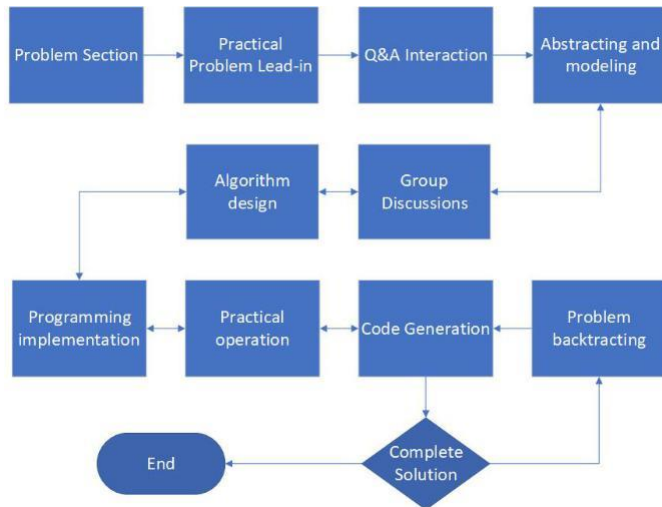 Problem Section
Practical
Problem Lead-in
Q&A Interaction
Abstracting and
modeling
Algorithm
design
Group
Discussions
Programming
implementation
Practical
operation
Code Generation
Problem
backtracting
Complete
Solution
End